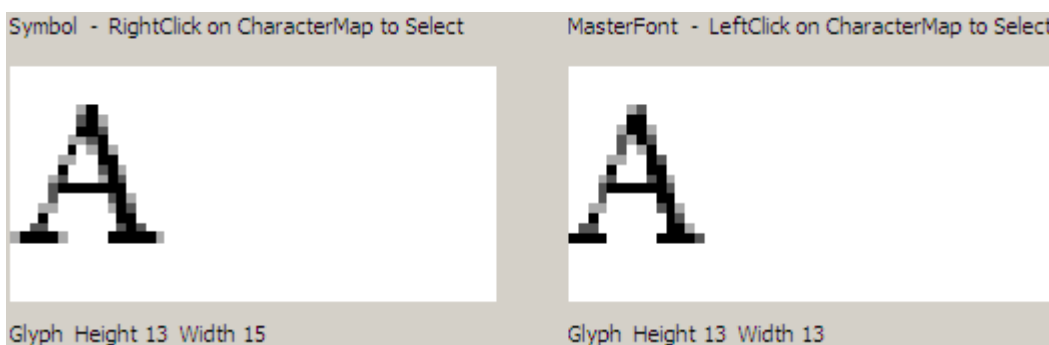 Symbol - RightClick on CharacterMap to Select
MasterFont - LeftClick on CharacterMap to Select
A
A
Glyph Height 13 Width 15
Glyph Height 13 Width 13